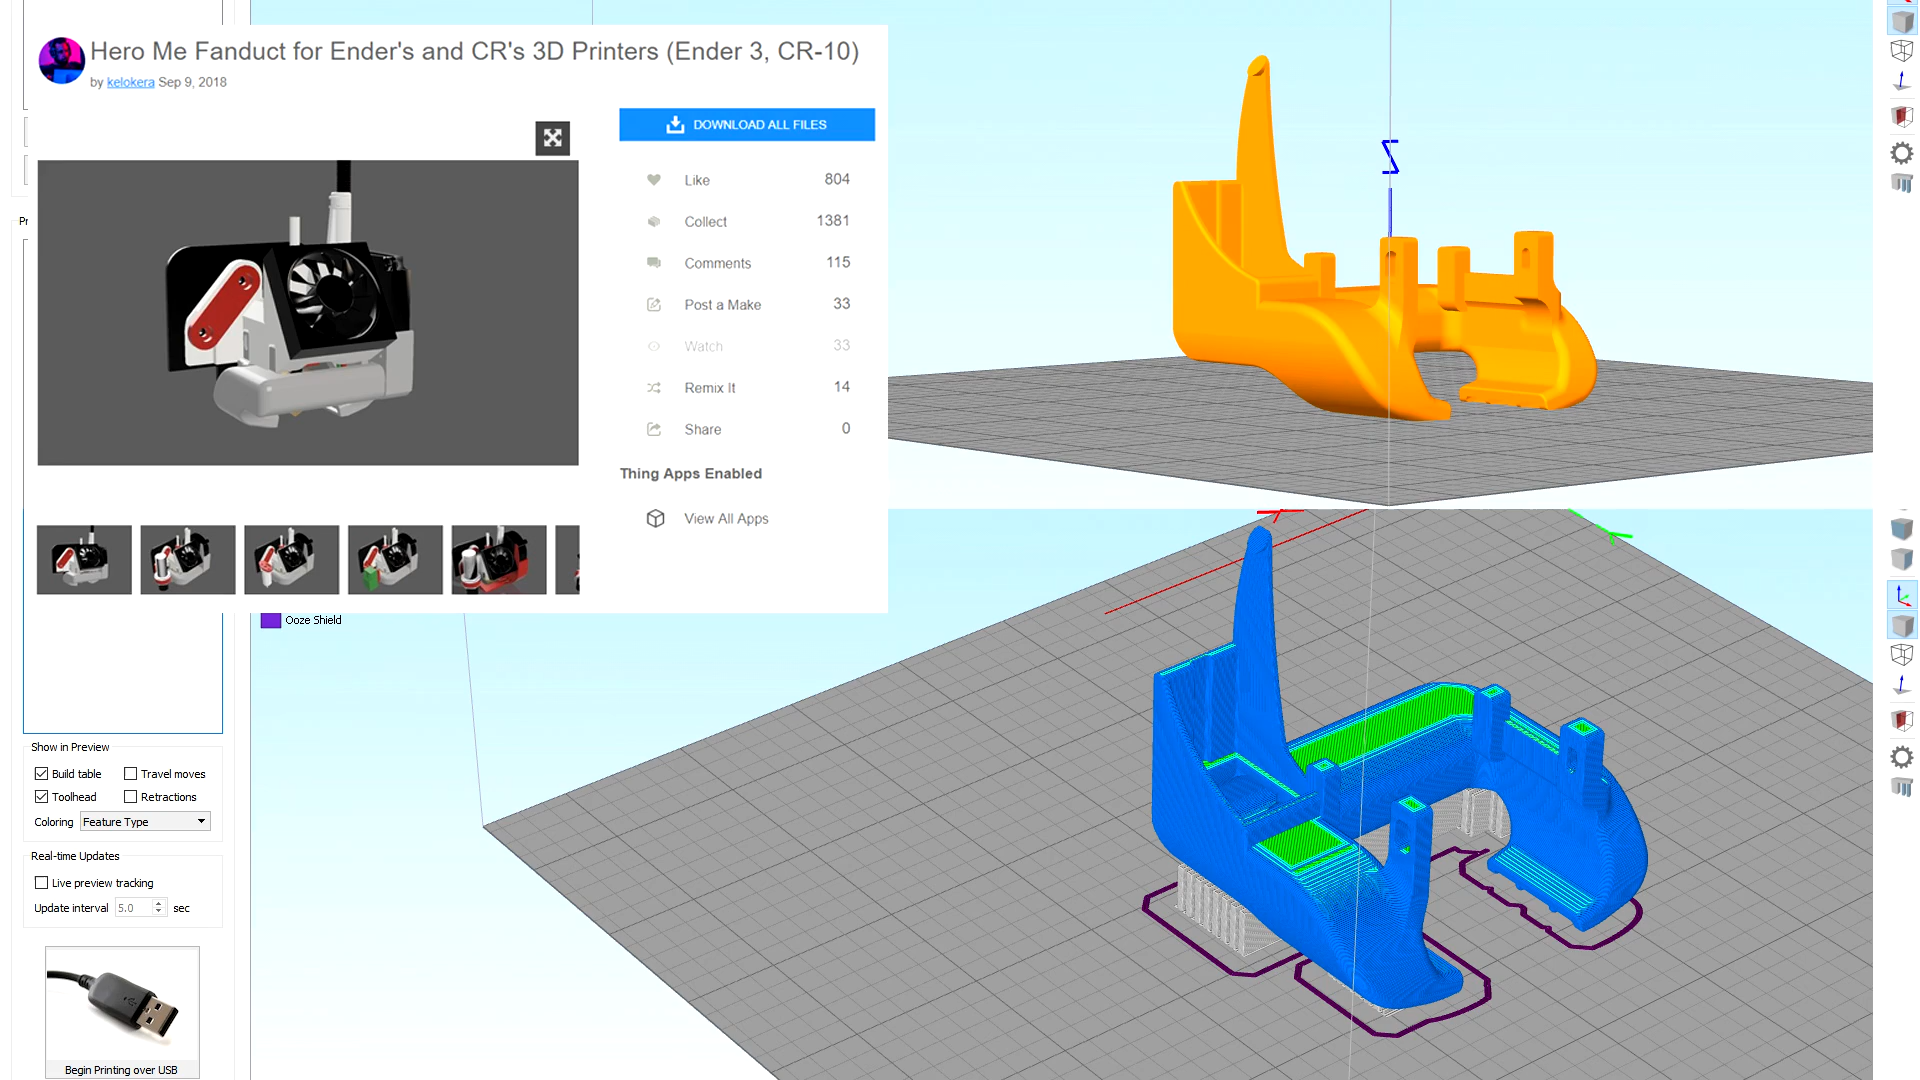 Hero Me Fanduct for Ender's and CR's 3D Printers (Ender 3, CR-10)
by kelokera Sep 9, 2018
DOWNLOAD ALL FILES
Like 804
Collect 1381
Comments 115
Post a Make 33
Watch 33
Remix It 14
Share 0
Thing Apps Enabled
View All Apps
Z
Pr
Ooze Shield
Show in Preview
Build table Travel moves
Toolhead Retractions
Coloring Feature Type
Real-time Updates
Live preview tracking
Update interval 5.0 sec
Begin Printing over USB